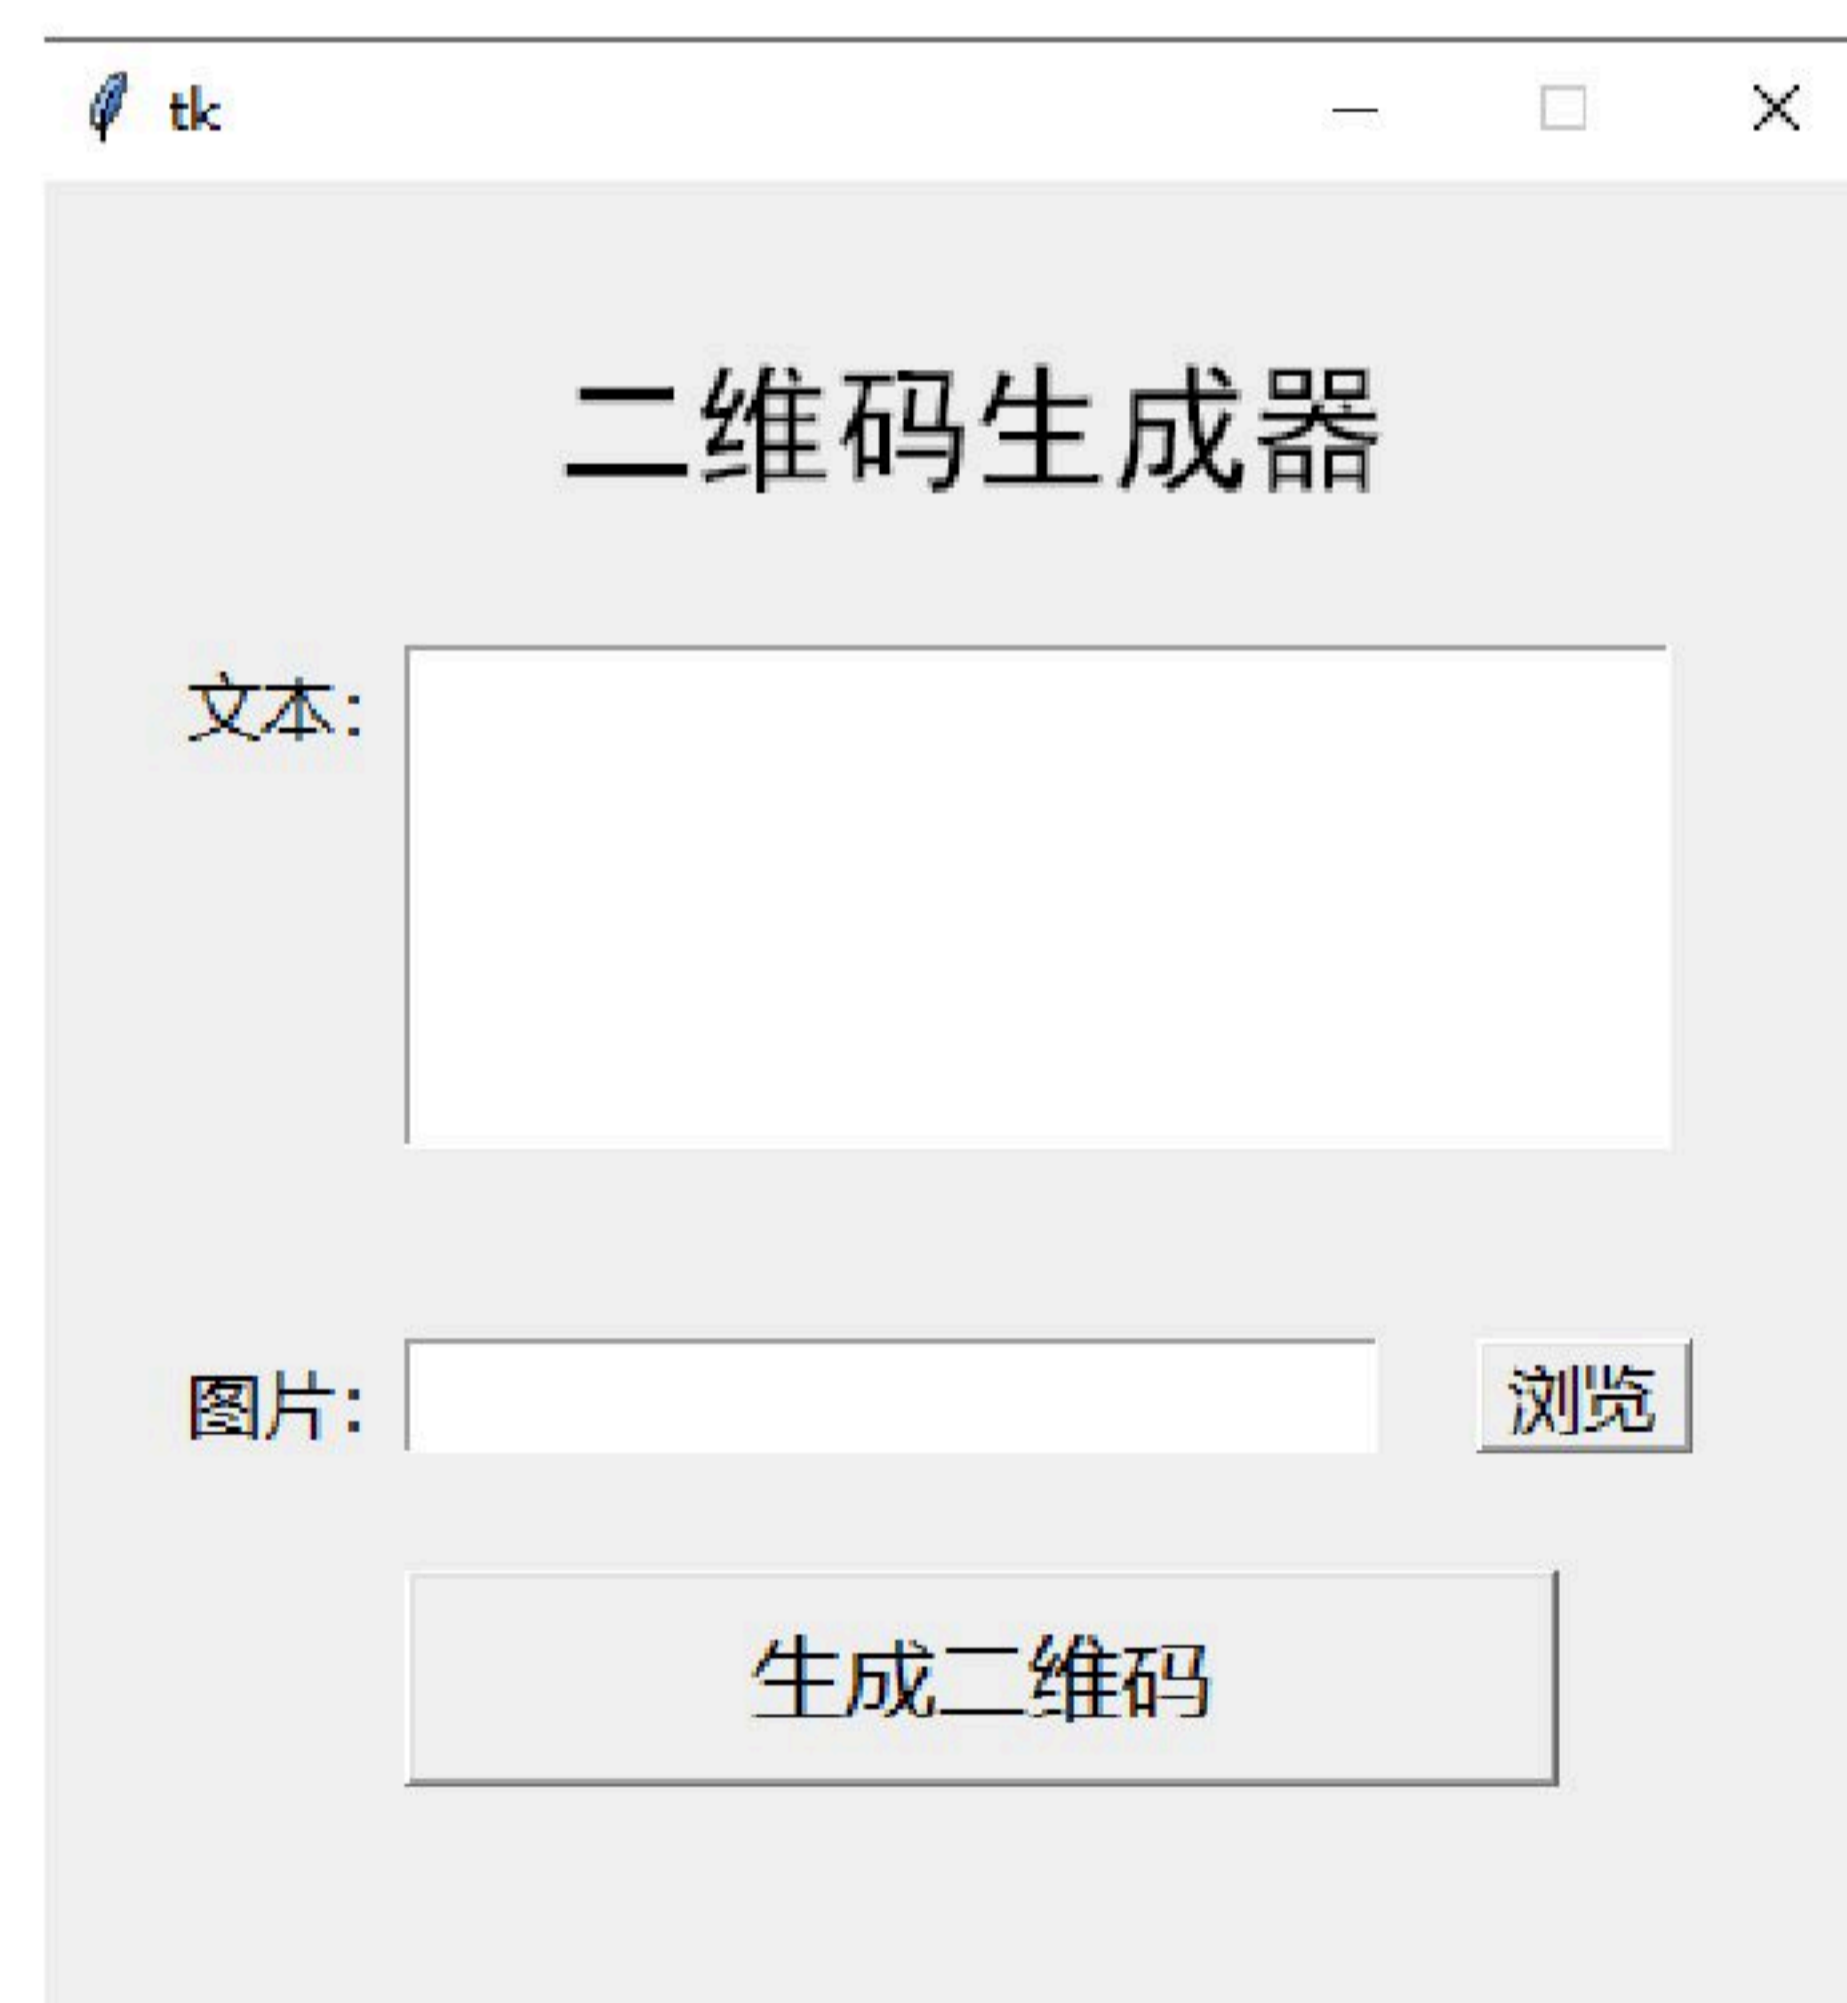 tk
二维码生成器
文本：
图片： 浏览
生成二维码